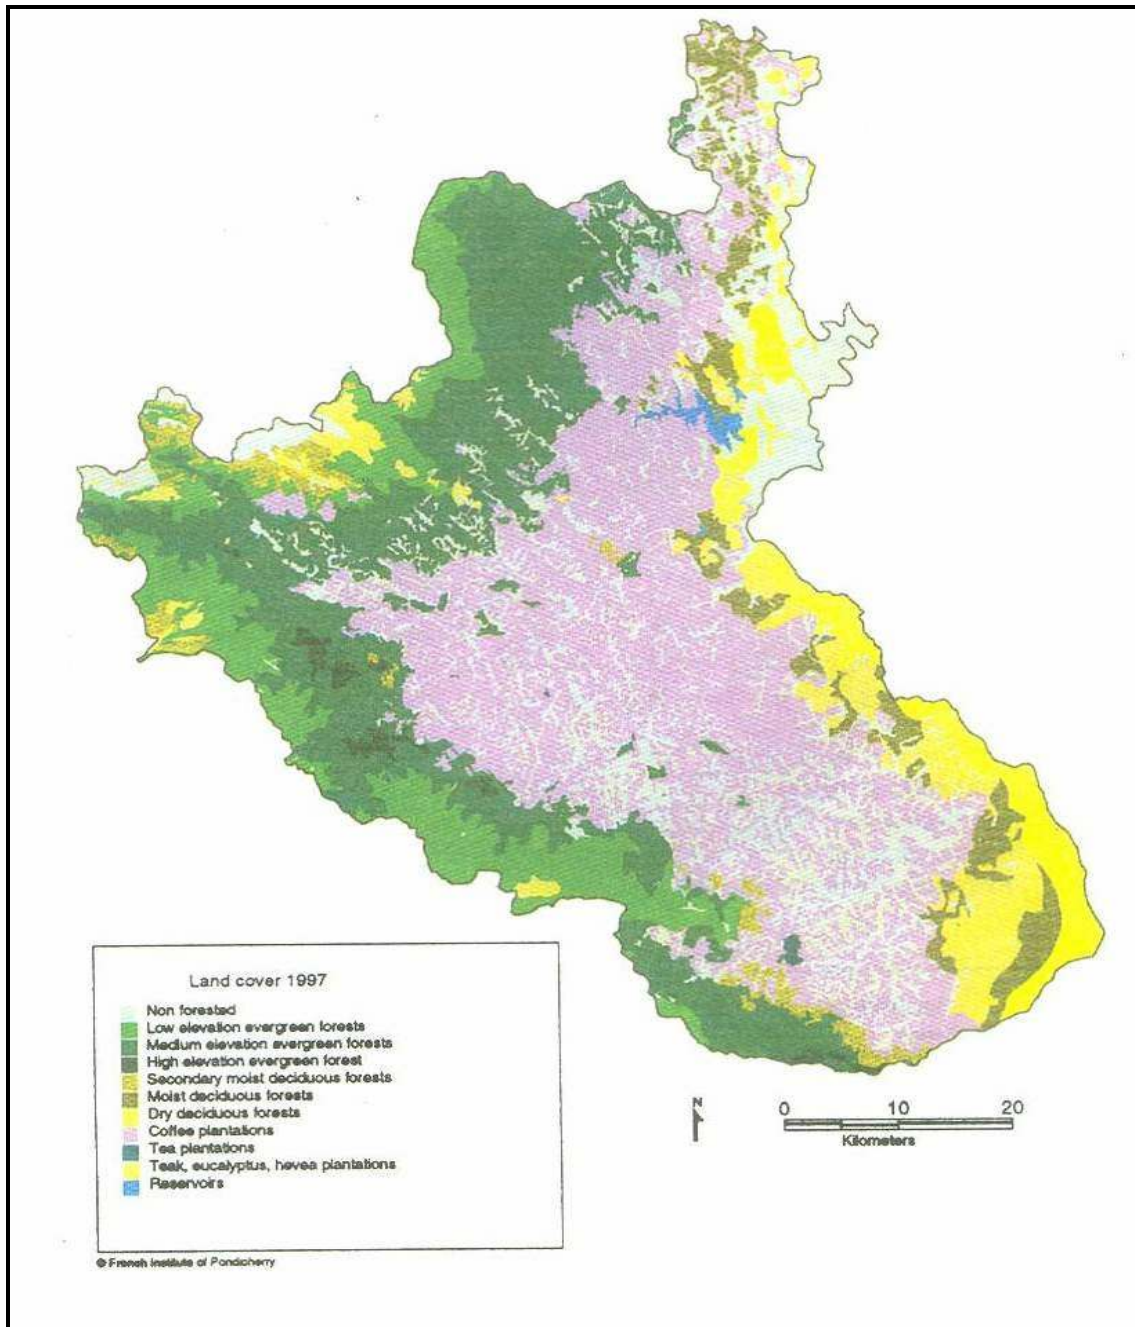 Land cover 1997
Non forested
Low elevation evergreen forests
Medium elevation evergreen forests
High elevation evergreen forest
Secondary moist deciduous forests
Moist deciduous forests
Dry deciduous forests
Coffee plantations
Tea plantations
Teak, eucalyptus, hevea plantations
Reservoirs
N
0 10 20
Kilometers
© French Institute of Pondicherry